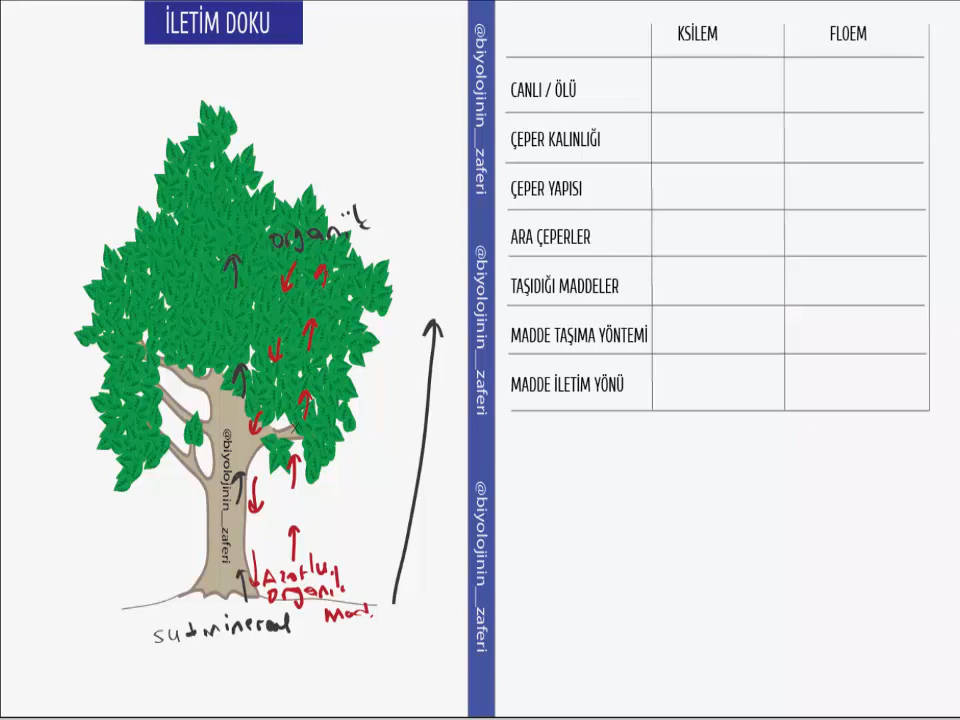 İLETİM DOKU
organik
@biyolojinin__zaferi
Azotlu
organik
Mad.
su+mineral
@biyolojinin__zaferi
@biyolojinin__zaferi
@biyolojinin__zaferi
KSİLEM FLOEM
CANLI / ÖLÜ
ÇEPER KALINLIĞI
ÇEPER YAPISI
ARA ÇEPERLER
TAŞIDIĞI MADDELER
MADDE TAŞIMA YÖNTEMİ
MADDE İLETİM YÖNÜ